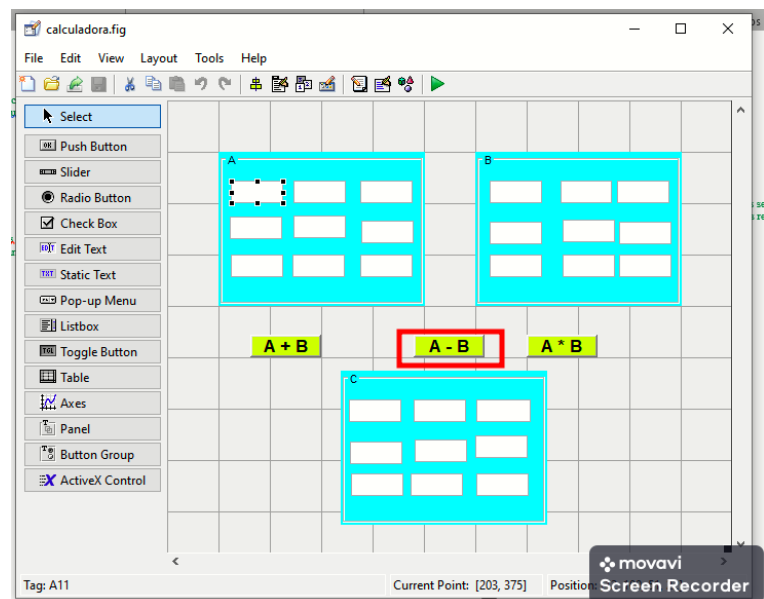 calculadora.fig
File Edit View Layout Tools Help
Select
Push Button
Slider
Radio Button
Check Box
Edit Text
Static Text
Pop-up Menu
Listbox
Toggle Button
Table
Axes
Panel
Button Group
ActiveX Control
A
B
A + B
A - B
A * B
C
movavi
Screen Recorder
Tag: A11
Current Point: [203, 375]
Position: